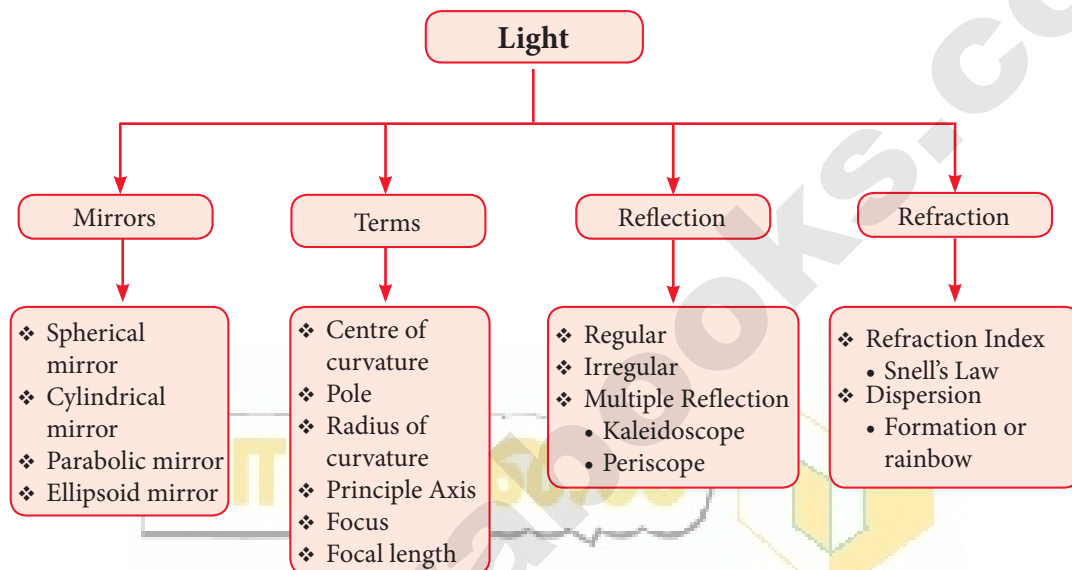 Light
Mirrors
Terms
Reflection
Refraction
❖ Spherical
mirror
❖ Cylindrical
mirror
❖ Parabolic mirror
❖ Ellipsoid mirror
❖ Centre of
curvature
❖ Pole
❖ Radius of
curvature
❖ Principle Axis
❖ Focus
❖ Focal length
❖ Regular
❖ Irregular
❖ Multiple Reflection
• Kaleidoscope
• Periscope
❖ Refraction Index
• Snell's Law
❖ Dispersion
• Formation or
rainbow